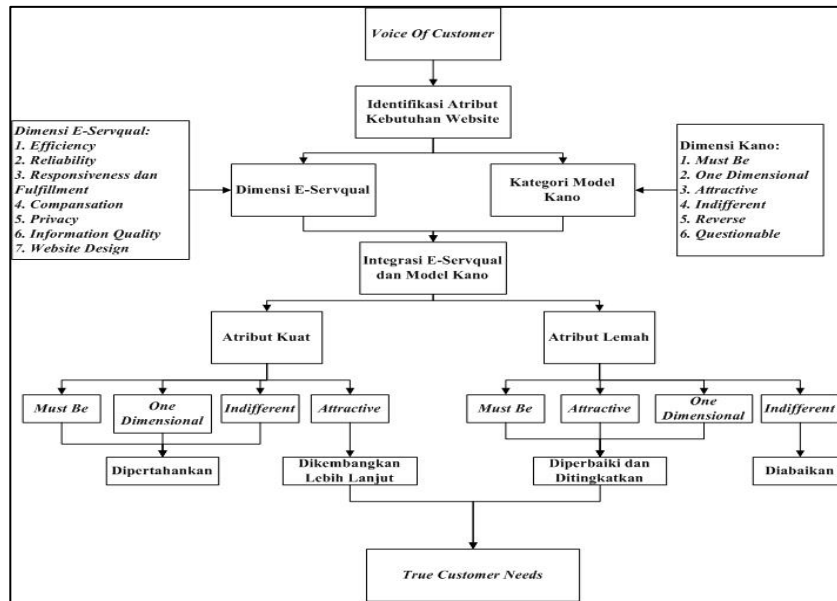 Voice Of Customer
Identifikasi Atribut
Kebutuhan Website
Dimensi E-Servqual:
1. Efficiency
2. Reliability
3. Responsiveness dan
Fulfillment
4. Compansation
5. Privacy
6. Information Quality
7. Website Design
Dimensi E-Servqual
Kategori Model
Kano
Dimensi Kano:
1. Must Be
2. One Dimensional
3. Attractive
4. Indifferent
5. Reverse
6. Questionable
Integrasi E-Servqual
dan Model Kano
Atribut Kuat
Atribut Lemah
Must Be
One
Dimensional
Indifferent
Attractive
Must Be
Attractive
One
Dimensional
Indifferent
Dipertahankan
Dikembangkan
Lebih Lanjut
Diperbaiki dan
Ditingkatkan
Diabaikan
True Customer Needs